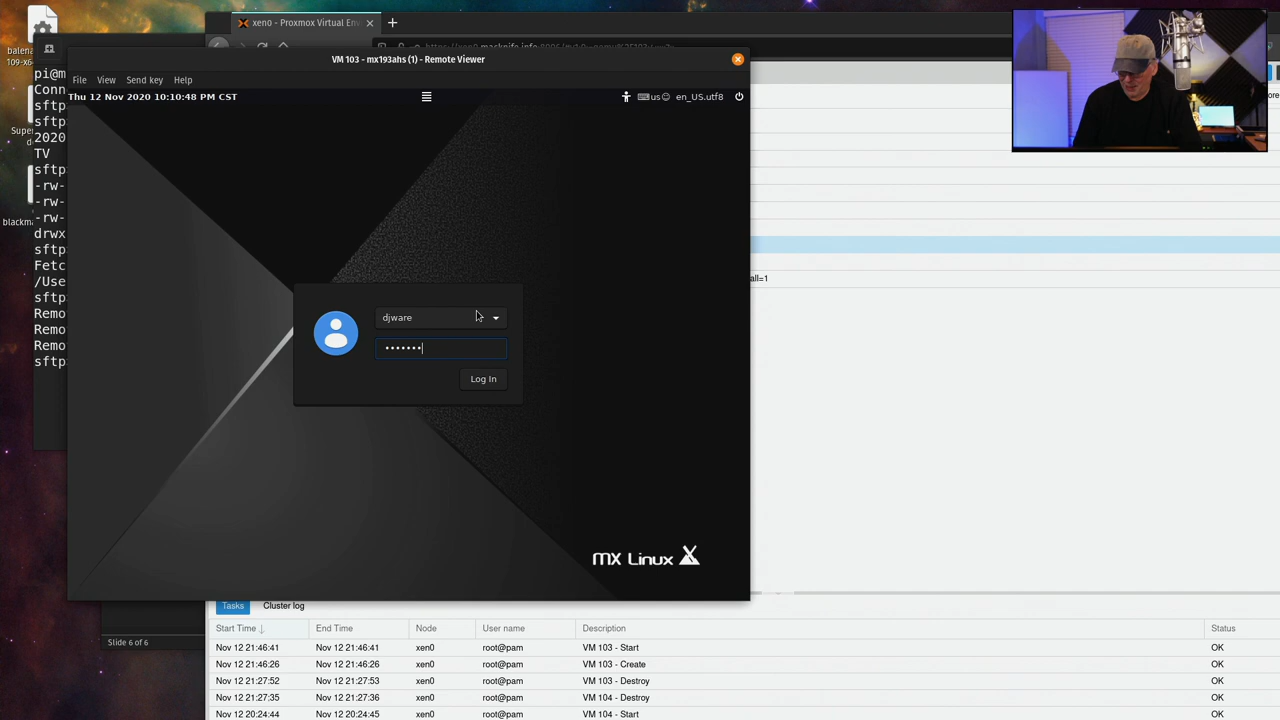 xen0 - Proxmox Virtual Env
balena
109-x6
pi@m
Conn
sftp
sftp
2020
TV
sftp
-rw-
-rw-
-rw-
drwx
sftp
Fetc
/Use
sftp
Remo
Remo
Remo
sftp
Super
d
blackma
VM 103 - mx193ahs (1) - Remote Viewer
File View Send key Help
Thu 12 Nov 2020 10:10:48 PM CST
us en_US.utf8
djware
•••••••
Log In
MX Linux
ore
all=1
Slide 6 of 6
Tasks Cluster log
Start Time End Time Node User name Description Status
Nov 12 21:46:41 Nov 12 21:46:41 xen0 root@pam VM 103 - Start OK
Nov 12 21:46:26 Nov 12 21:46:26 xen0 root@pam VM 103 - Create OK
Nov 12 21:27:52 Nov 12 21:27:53 xen0 root@pam VM 103 - Destroy OK
Nov 12 21:27:35 Nov 12 21:27:36 xen0 root@pam VM 104 - Destroy OK
Nov 12 20:24:44 Nov 12 20:24:45 xen0 root@pam VM 104 - Start OK